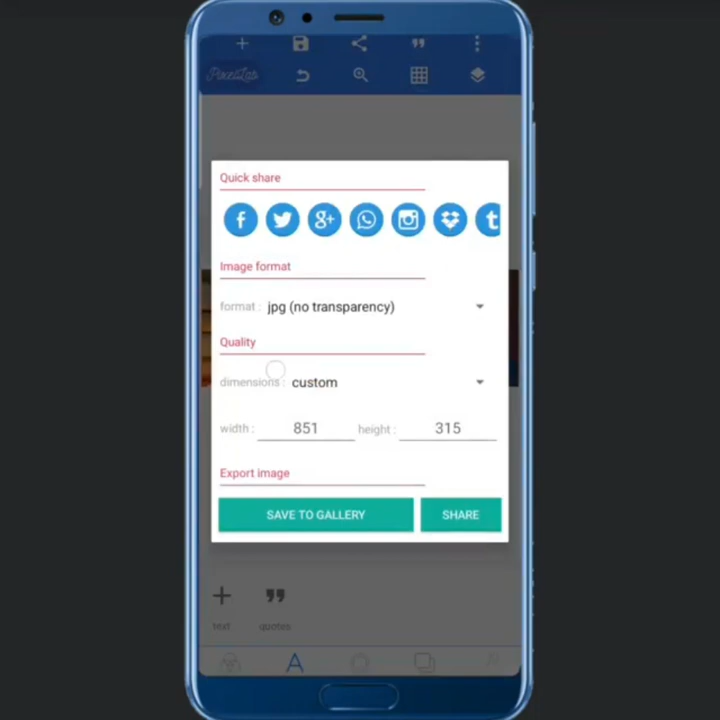 PixelLab
Quick share
Image format
format : jpg (no transparency)
Quality
dimensions : custom
width : 851 height : 315
Export image
SAVE TO GALLERY SHARE
text quotes